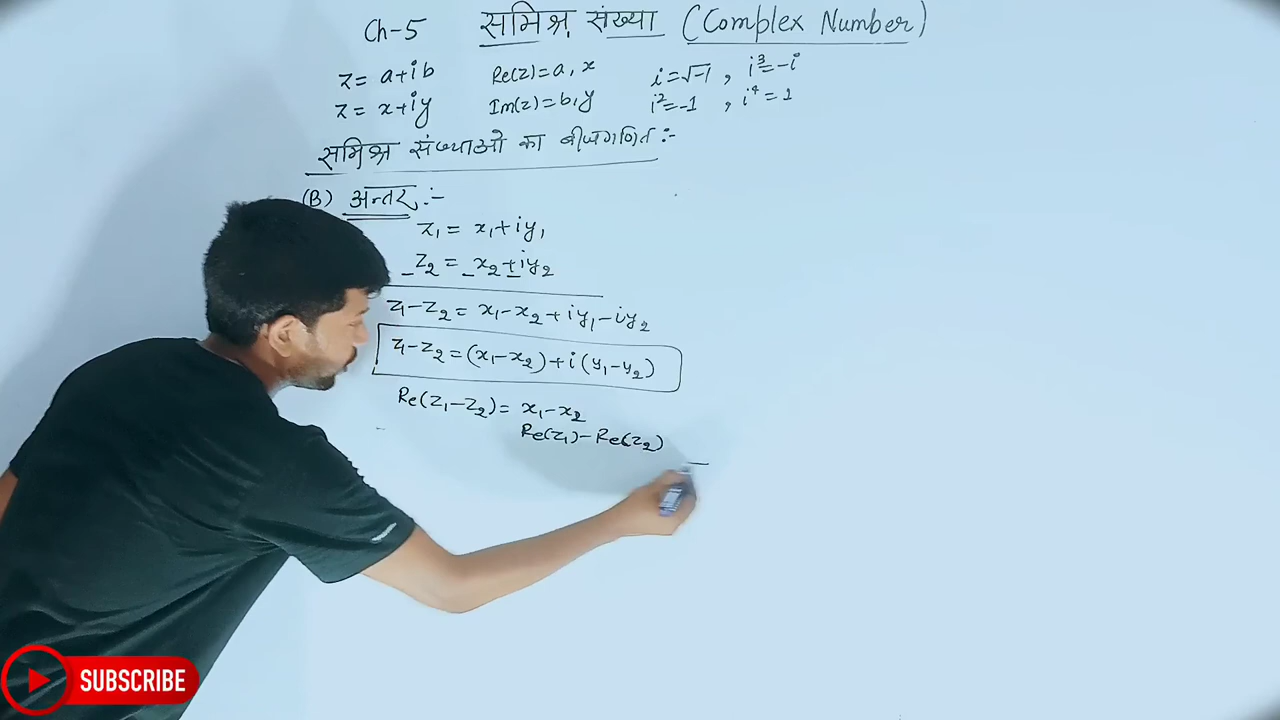 Ch-5 समिश्र संख्या (Complex Number)
z = a+ib Re(z)=a, x i=√-1, i³=-i
z = x+iy Im(z)=b, y i²=-1, i⁴=1
समिश्र संख्याओ का बीजगणित :-
(B) अन्तर :-
z₁ = x₁+iy₁
_z₂ = _x₂+iy₂
z₁-z₂ = x₁-x₂+iy₁-iy₂
z₁-z₂=(x₁-x₂)+i(y₁-y₂)
Re(z₁-z₂)= x₁-x₂
Re(z₁)-Re(z₂)
SUBSCRIBE